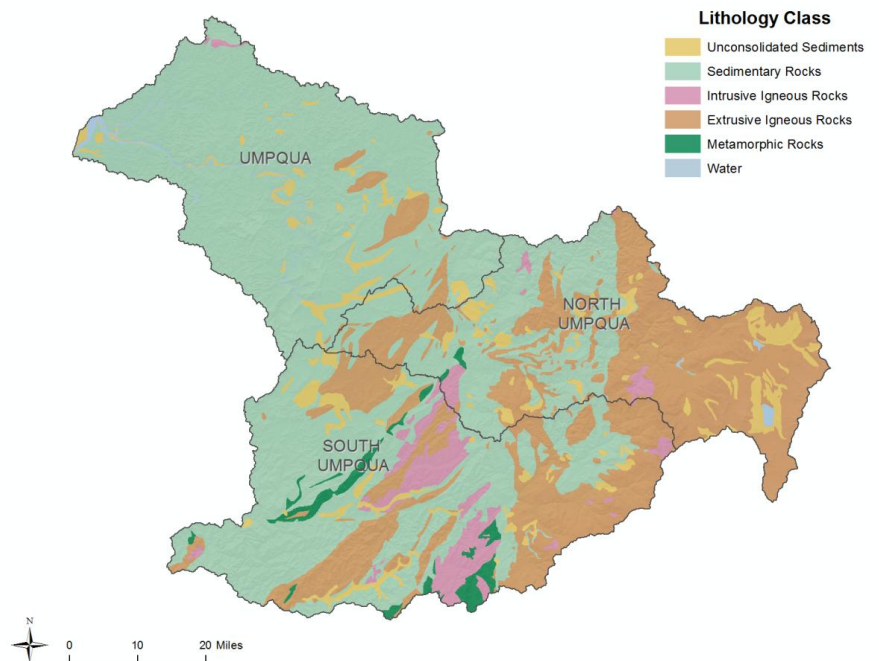 Lithology Class
Unconsolidated Sediments
Sedimentary Rocks
Intrusive Igneous Rocks
Extrusive Igneous Rocks
Metamorphic Rocks
Water
UMPQUA
NORTH
UMPQUA
SOUTH
UMPQUA
N
0 10 20 Miles